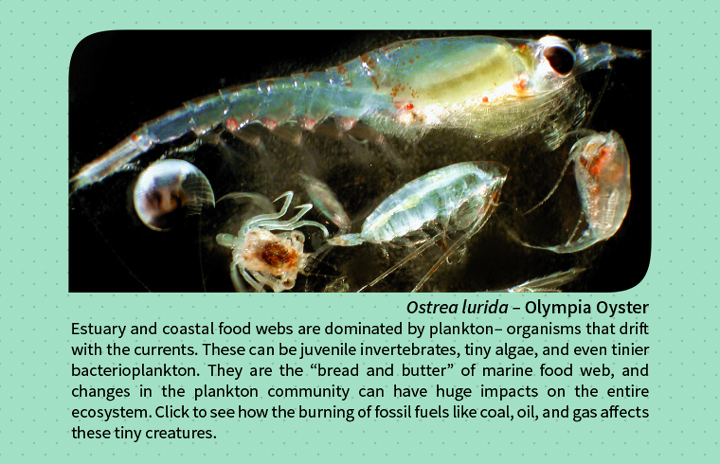 Ostrea lurida – Olympia Oyster
Estuary and coastal food webs are dominated by plankton– organisms that drift
with the currents. These can be juvenile invertebrates, tiny algae, and even tinier
bacterioplankton. They are the “bread and butter” of marine food web, and
changes in the plankton community can have huge impacts on the entire
ecosystem. Click to see how the burning of fossil fuels like coal, oil, and gas affects
these tiny creatures.